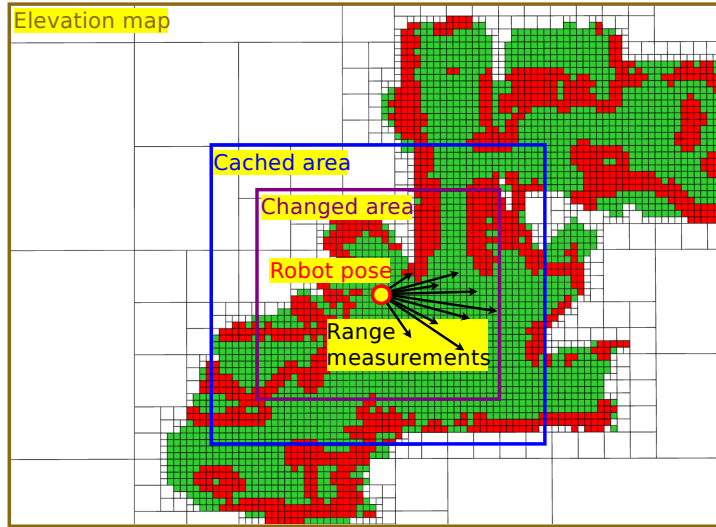 Elevation map
Cached area
Changed area
Robot pose
Range
measurements